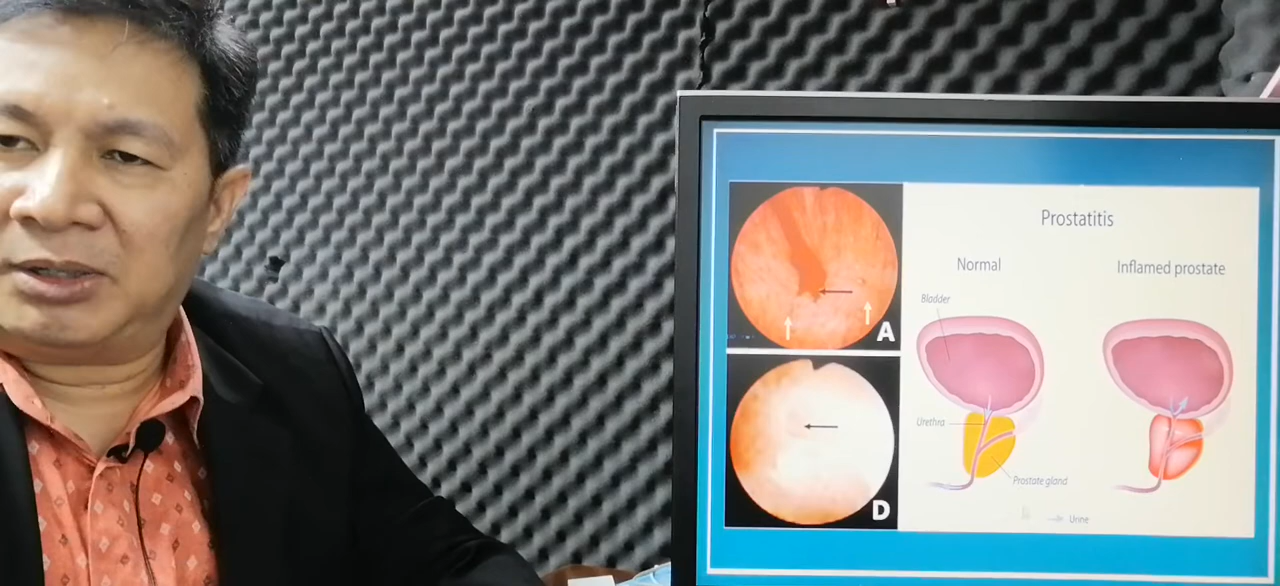 Prostatitis
Normal
Inflamed prostate
Bladder
A
Urethra
Prostate gland
D
Urine